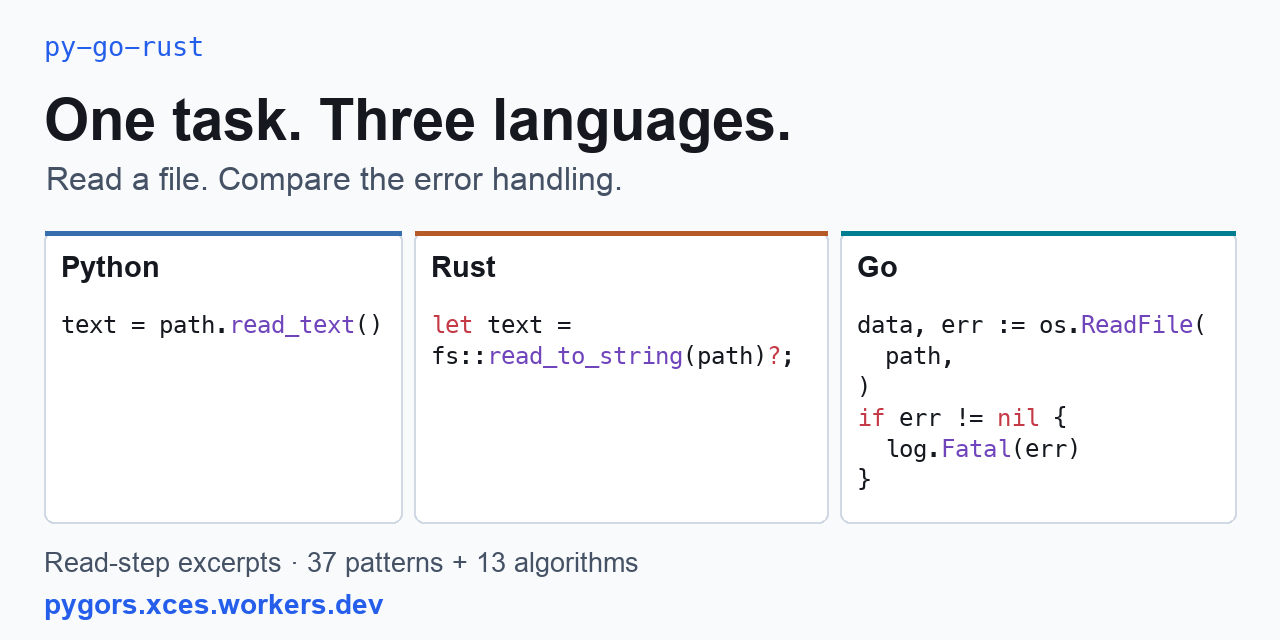 py-go-rust
One task. Three languages.
Read a file. Compare the error handling.
Python
text = path.read_text()
Rust
let text =
fs::read_to_string(path)?;
Go
data, err := os.ReadFile(
  path,
)
if err != nil {
  log.Fatal(err)
}
Read-step excerpts · 37 patterns + 13 algorithms
pygors.xces.workers.dev